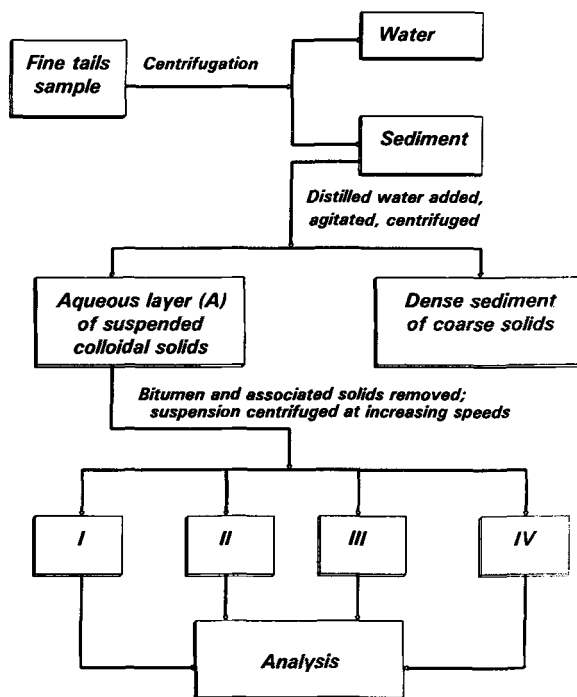 Water
Fine tails
sample
Centrifugation
Sediment
Distilled water added,
agitated, centrifuged
Aqueous layer (A)
of suspended
colloidal solids
Dense sediment
of coarse solids
Bitumen and associated solids removed;
suspension centrifuged at increasing speeds
I
II
III
IV
Analysis